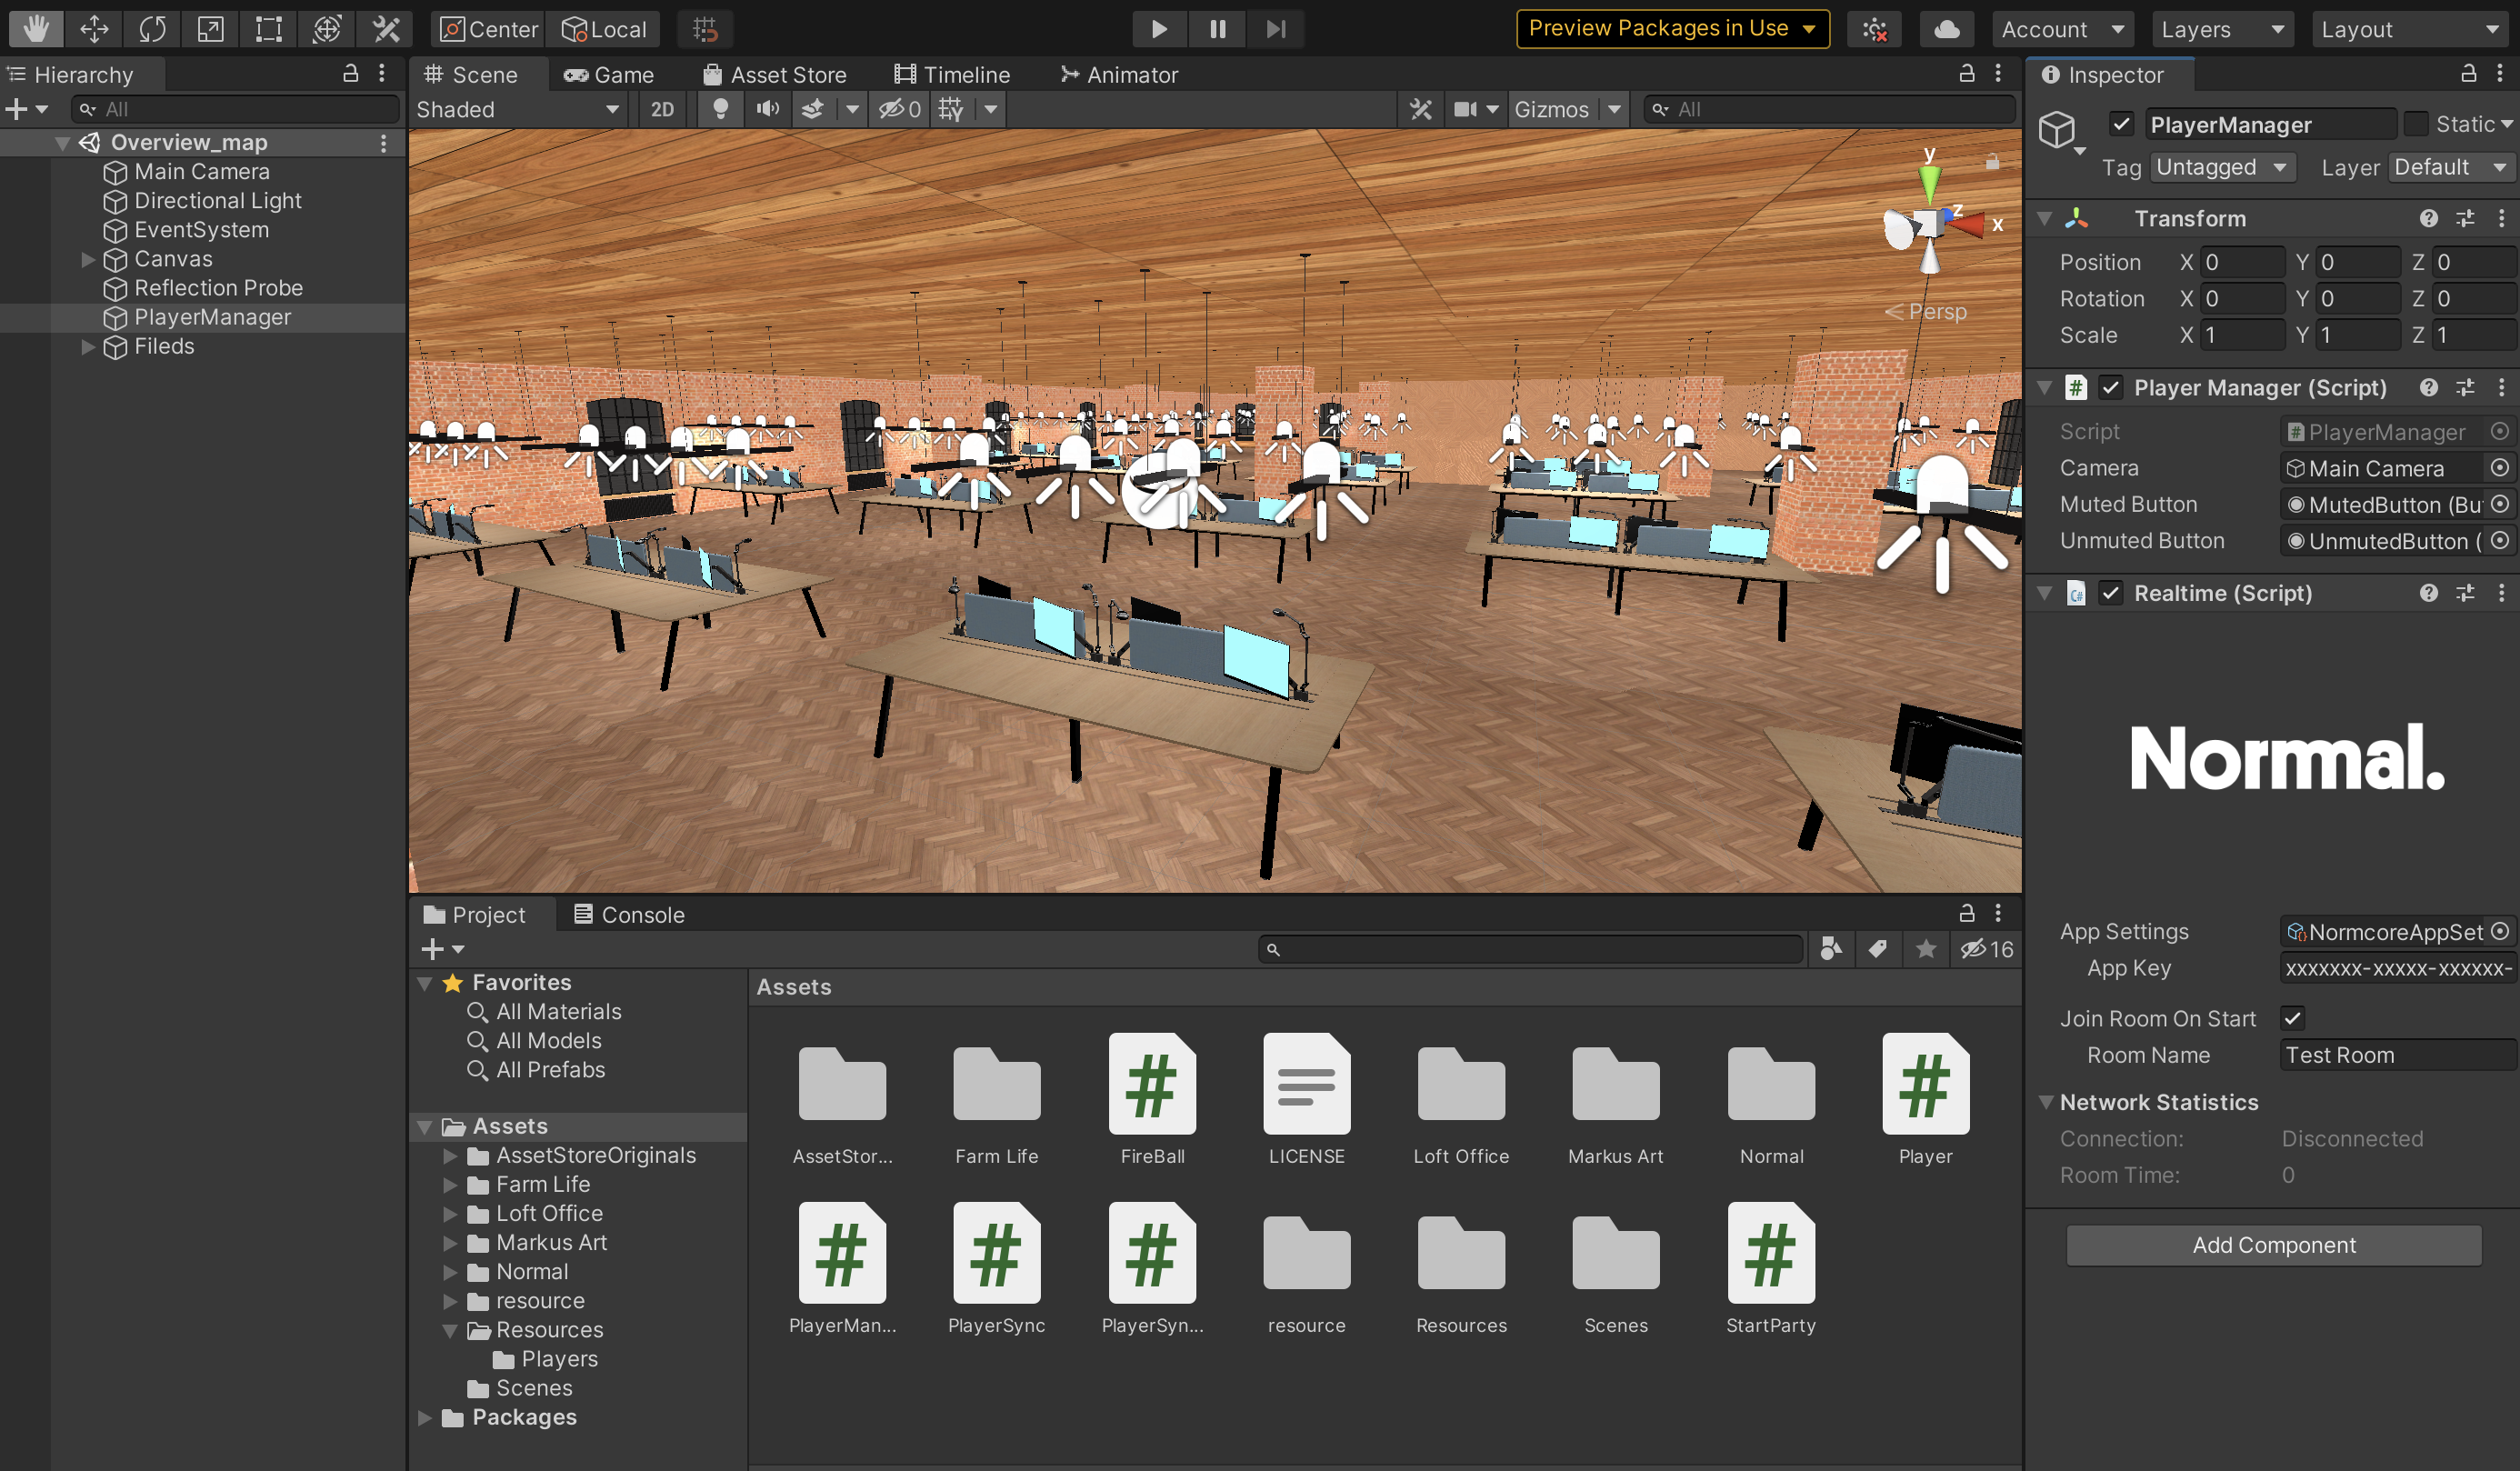 Center
Local
Preview Packages in Use
Account
Layers
Layout
Hierarchy
All
Overview_map
Main Camera
Directional Light
EventSystem
Canvas
Reflection Probe
PlayerManager
Fileds
Scene
Game
Asset Store
Timeline
Animator
Shaded
2D
0
Gizmos
All
y
z
x
Persp
Project
Console
16
Favorites
All Materials
All Models
All Prefabs
Assets
AssetStoreOriginals
Farm Life
Loft Office
Markus Art
Normal
resource
Resources
Players
Scenes
Packages
Assets
AssetStor...
Farm Life
FireBall
LICENSE
Loft Office
Markus Art
Normal
Player
PlayerMan...
PlayerSync
PlayerSyn...
resource
Resources
Scenes
StartParty
Inspector
PlayerManager
Static
Tag Untagged Layer Default
Transform
Position X 0 Y 0 Z 0
Rotation X 0 Y 0 Z 0
Scale X 1 Y 1 Z 1
Player Manager (Script)
Script PlayerManager
Camera Main Camera
Muted Button MutedButton (Bu
Unmuted Button UnmutedButton (
Realtime (Script)
Normal.
App Settings NormcoreAppSet
App Key xxxxxxx-xxxxx-xxxxxx-
Join Room On Start
Room Name Test Room
Network Statistics
Connection: Disconnected
Room Time: 0
Add Component